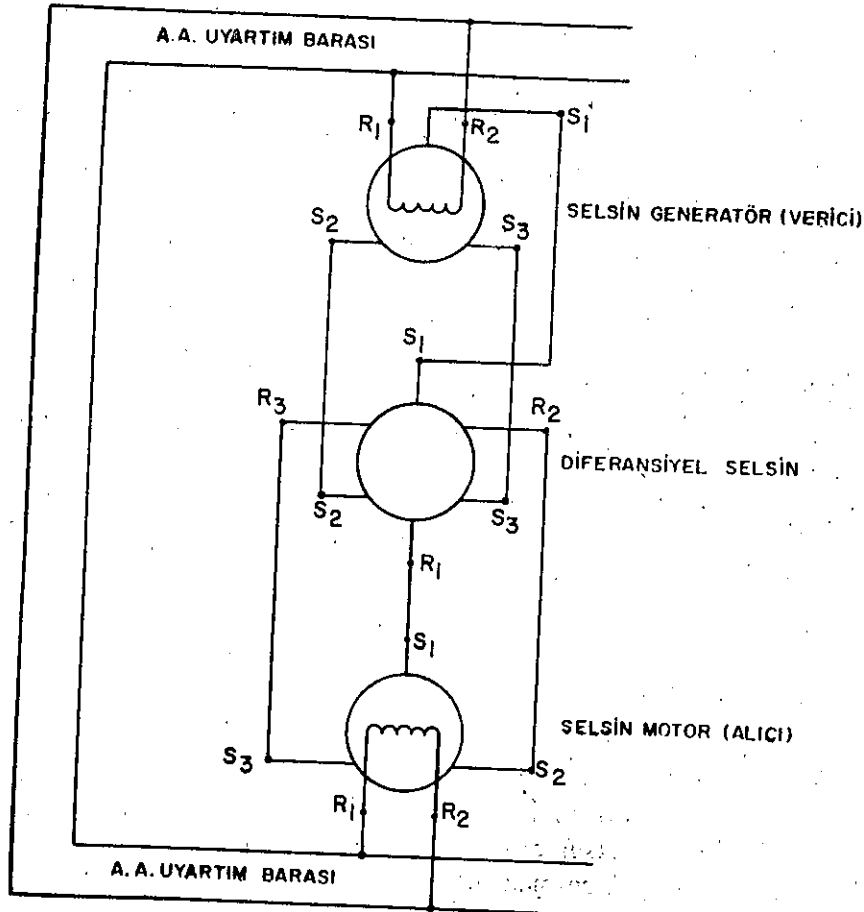 A.A. UYARTIM BARASI
R1
R2
S1
SELSİN GENERATÖR (VERİCİ)
S2
S3
S1
R3
R2
DİFERANSİYEL SELSİN
S2
S3
R1
S1
SELSİN MOTOR (ALICI)
S3
S2
R1
R2
A.A. UYARTIM BARASI